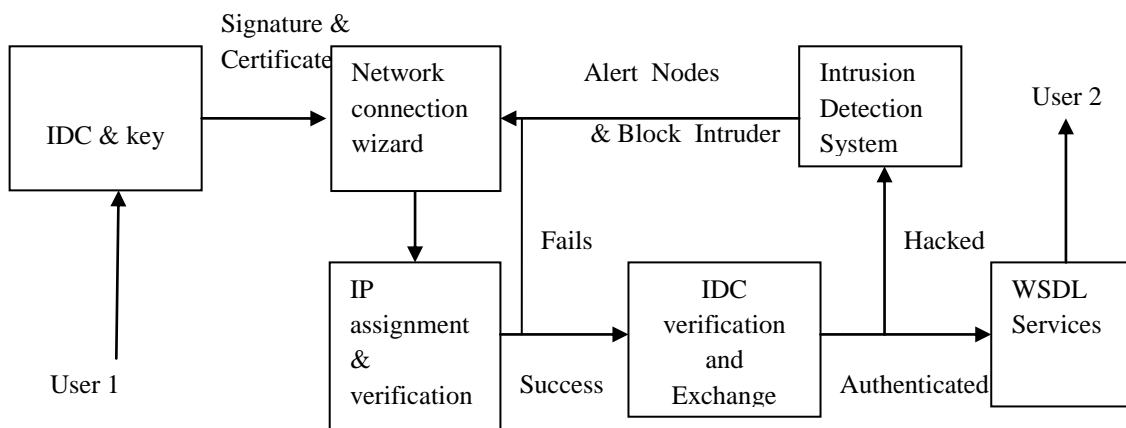 Signature &
Certificate
IDC & key
Network
connection
wizard
Alert Nodes
& Block Intruder
Intrusion
Detection
System
User 2
Fails
Hacked
IP
assignment
&
verification
IDC
verification
and
Exchange
WSDL
Services
User 1
Success
Authenticated